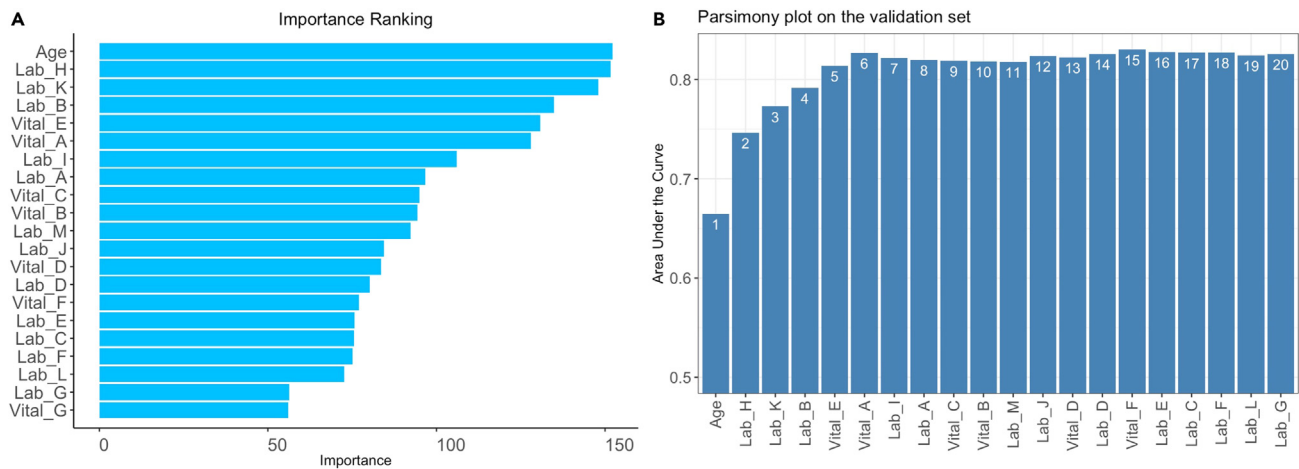 A
Importance Ranking
Age
Lab_H
Lab_K
Lab_B
Vital_E
Vital_A
Lab_I
Lab_A
Vital_C
Vital_B
Lab_M
Lab_J
Vital_D
Lab_D
Vital_F
Lab_E
Lab_C
Lab_F
Lab_L
Lab_G
Vital_G
0 50 100 150
Importance
B
Parsimony plot on the validation set
Area Under the Curve
0.8
0.7
0.6
0.5
1 2 3 4 5 6 7 8 9 10 11 12 13 14 15 16 17 18 19 20
Age Lab_H Lab_K Lab_B Vital_E Vital_A Lab_I Lab_A Vital_C Vital_B Lab_M Lab_J Vital_D Lab_D Vital_F Lab_E Lab_C Lab_F Lab_L Lab_G